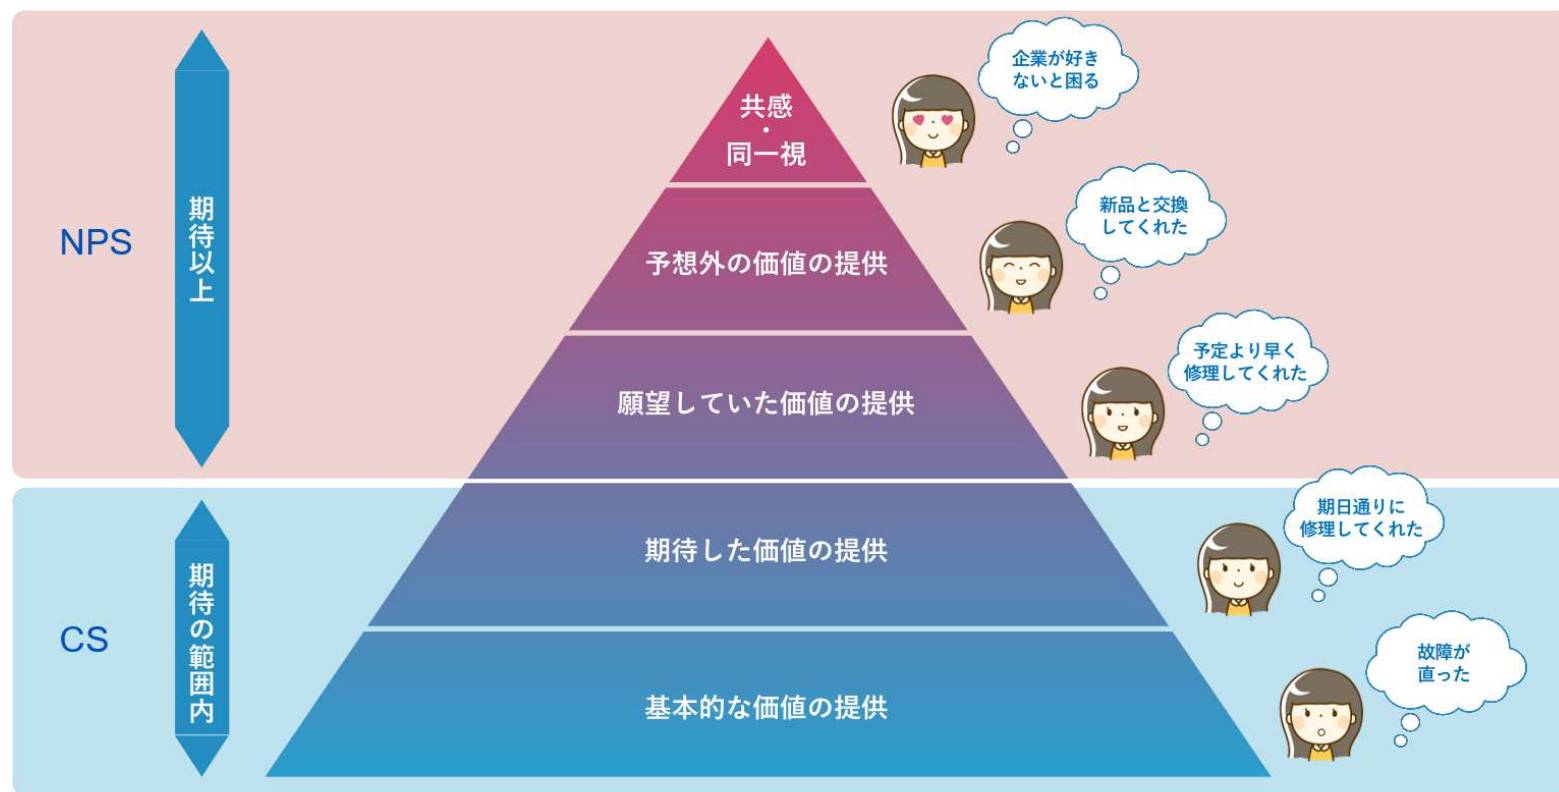 NPS
期待以上
共感
・
同一視
企業が好き
ないと困る
予想外の価値の提供
新品と交換
してくれた
願望していた価値の提供
予定より早く
修理してくれた
CS
期待の範囲内
期待した価値の提供
期日通りに
修理してくれた
基本的な価値の提供
故障が
直った